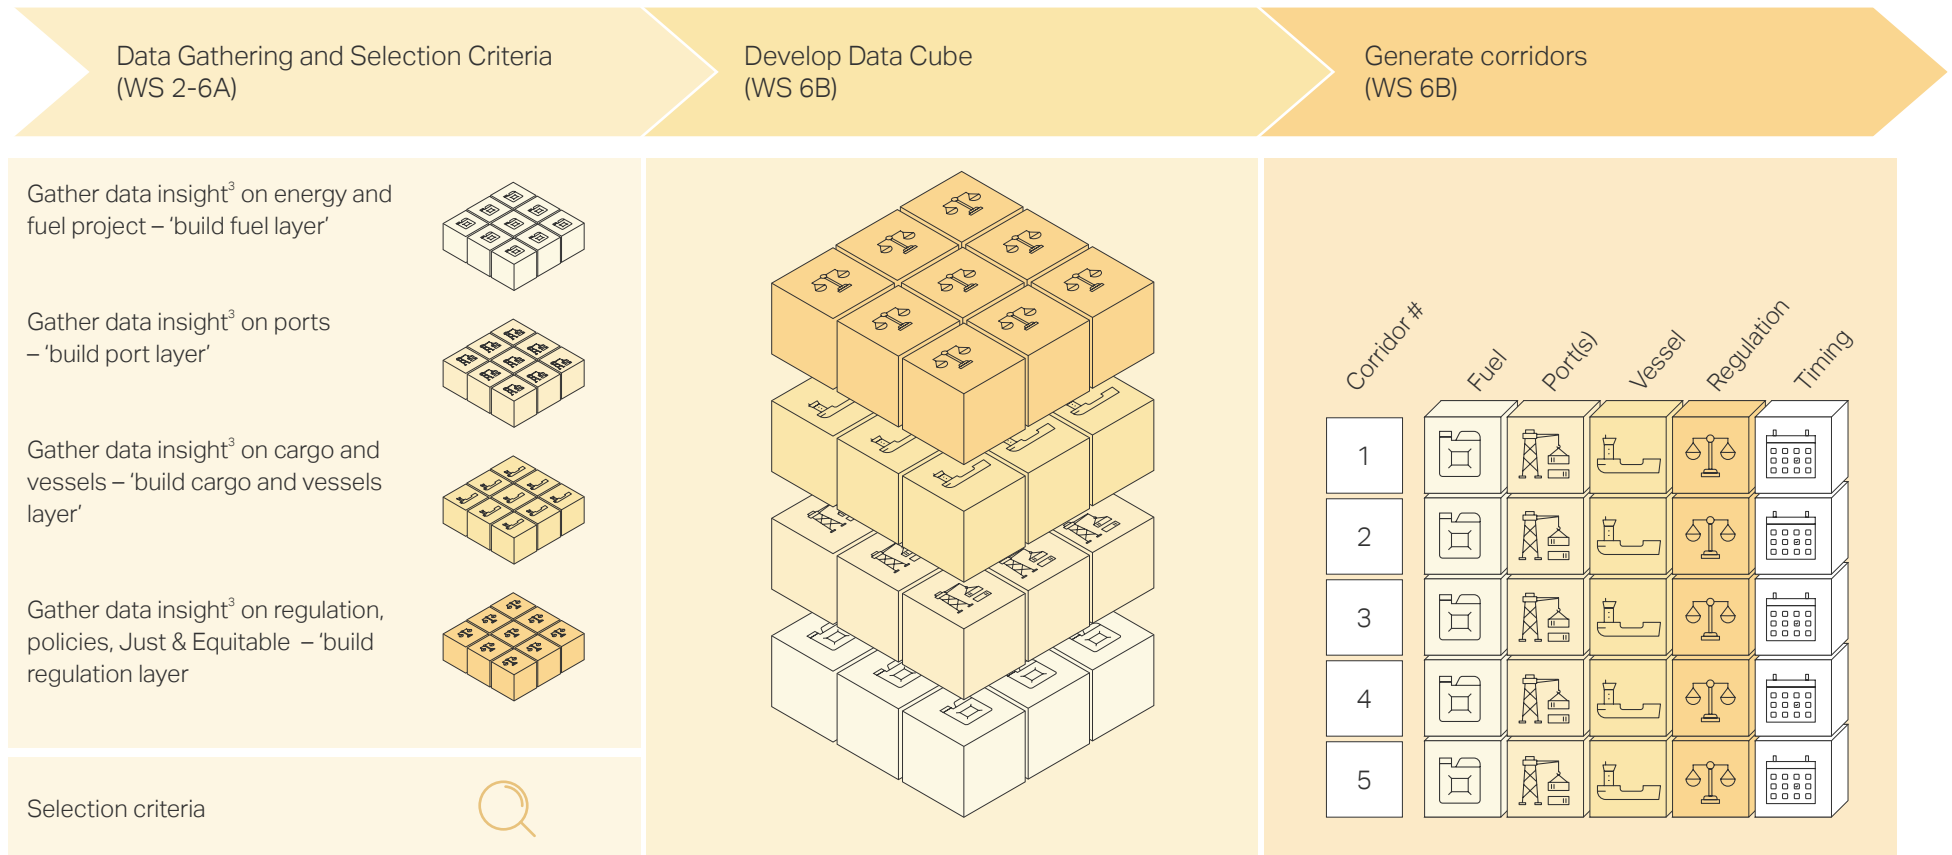 Data Gathering and Selection Criteria
(WS 2-6A)
Develop Data Cube
(WS 6B)
Generate corridors
(WS 6B)
Gather data insight³ on energy and
fuel project – ‘build fuel layer’
Gather data insight³ on ports
– ‘build port layer’
Gather data insight³ on cargo and
vessels – ‘build cargo and vessels
layer’
Gather data insight³ on regulation,
policies, Just & Equitable – ‘build
regulation layer
Selection criteria
Corridor #
Fuel
Port(s)
Vessel
Regulation
Timing
1
2
3
4
5